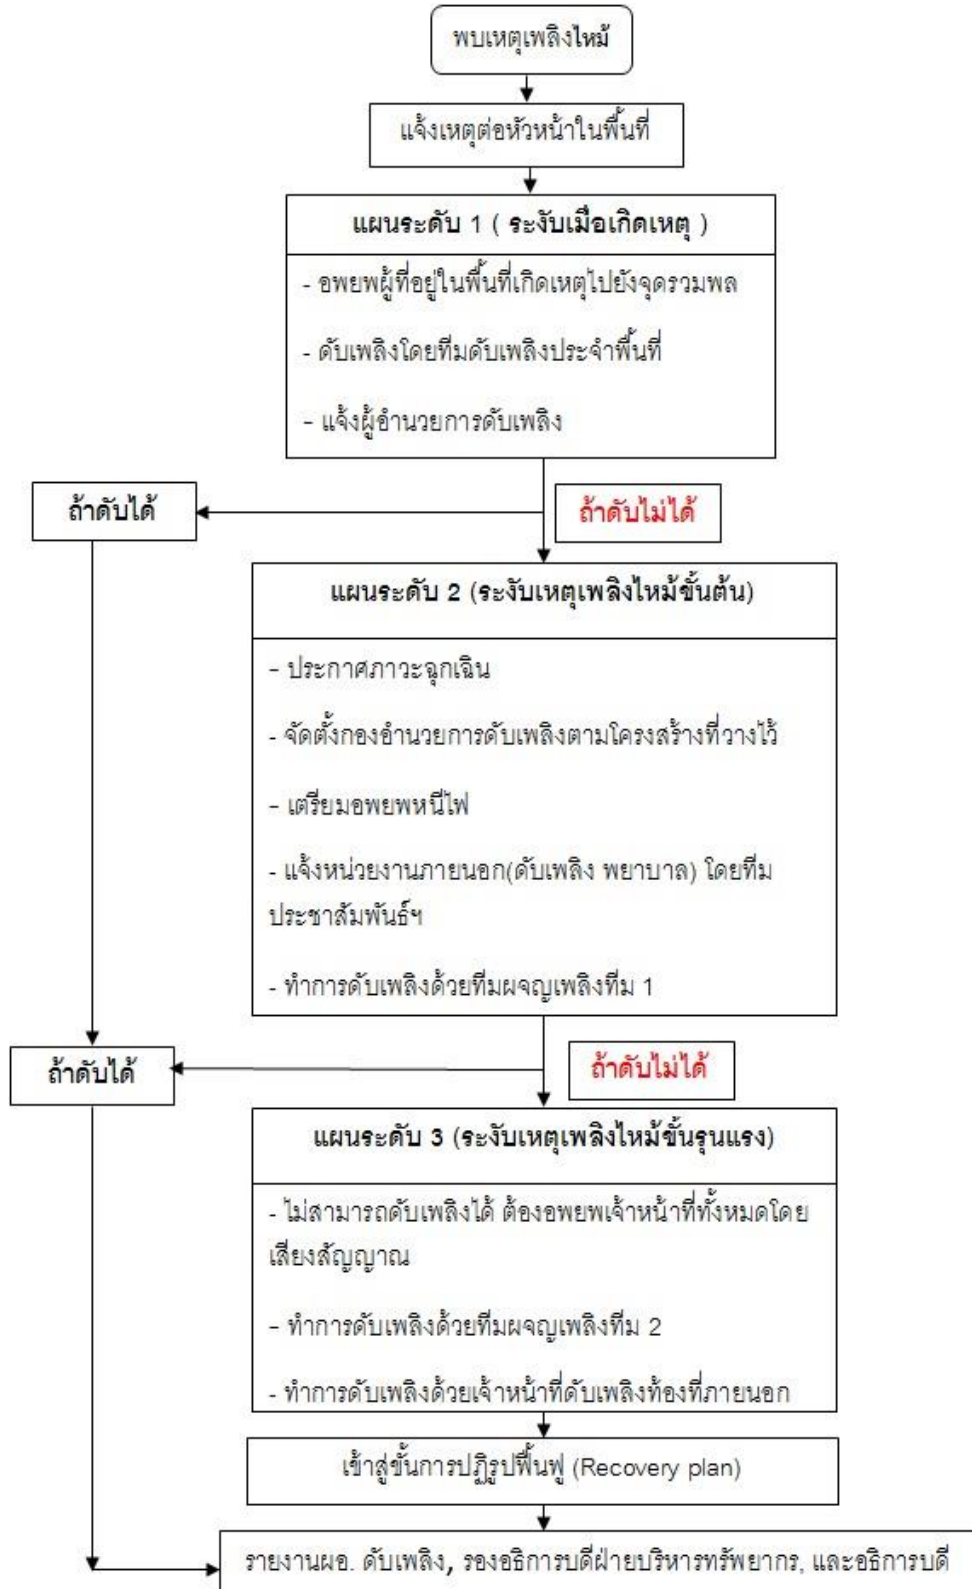 พบเหตุเพลิงไหม้
แจ้งเหตุต่อหัวหน้าในพื้นที่
แผนระดับ 1 ( ระงับเมื่อเกิดเหตุ )
- อพยพผู้ที่อยู่ในพื้นที่เกิดเหตุไปยังจุดรวมพล
- ดับเพลิงโดยทีมดับเพลิงประจำพื้นที่
- แจ้งผู้อำนวยการดับเพลิง
ถ้าดับได้
ถ้าดับไม่ได้
แผนระดับ 2 (ระงับเหตุเพลิงไหม้ขั้นต้น)
- ประกาศภาวะฉุกเฉิน
- จัดตั้งกองอำนวยการดับเพลิงตามโครงสร้างที่วางไว้
- เตรียมอพยพหนีไฟ
- แจ้งหน่วยงานภายนอก(ดับเพลิง พยาบาล) โดยทีม
ประชาสัมพันธ์ฯ
- ทำการดับเพลิงด้วยทีมผจญเพลิงทีม 1
ถ้าดับได้
ถ้าดับไม่ได้
แผนระดับ 3 (ระงับเหตุเพลิงไหม้ขั้นรุนแรง)
- ไม่สามารถดับเพลิงได้ ต้องอพยพเจ้าหน้าที่ทั้งหมดโดย
เสียงสัญญาณ
- ทำการดับเพลิงด้วยทีมผจญเพลิงทีม 2
- ทำการดับเพลิงด้วยเจ้าหน้าที่ดับเพลิงท้องที่ภายนอก
เข้าสู่ขั้นการปฏิรูปฟื้นฟู (Recovery plan)
รายงานผอ. ดับเพลิง, รองอธิการบดีฝ่ายบริหารทรัพยากร, และอธิการบดี